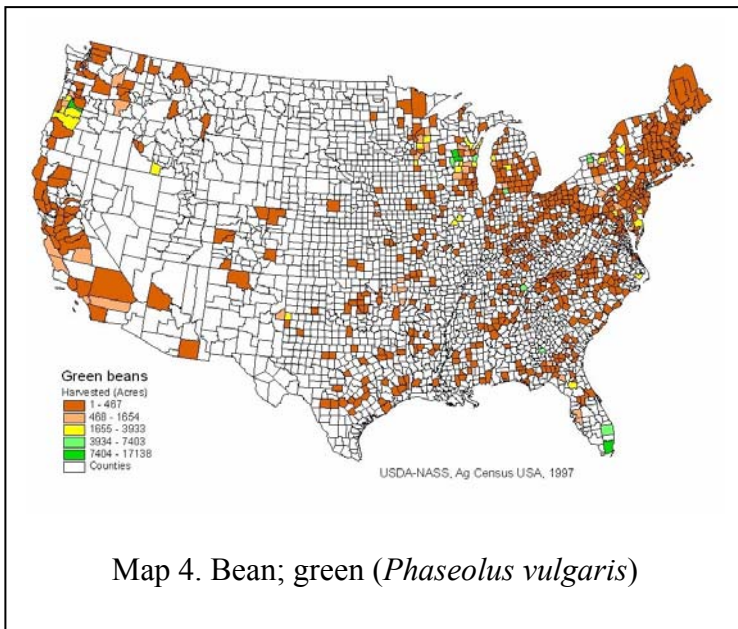 Green beans
Harvested (Acres)
1 - 467
468 - 1654
1655 - 3933
3934 - 7403
7404 - 17138
Counties
USDA-NASS, Ag Census USA, 1997
Map 4. Bean; green (Phaseolus vulgaris)